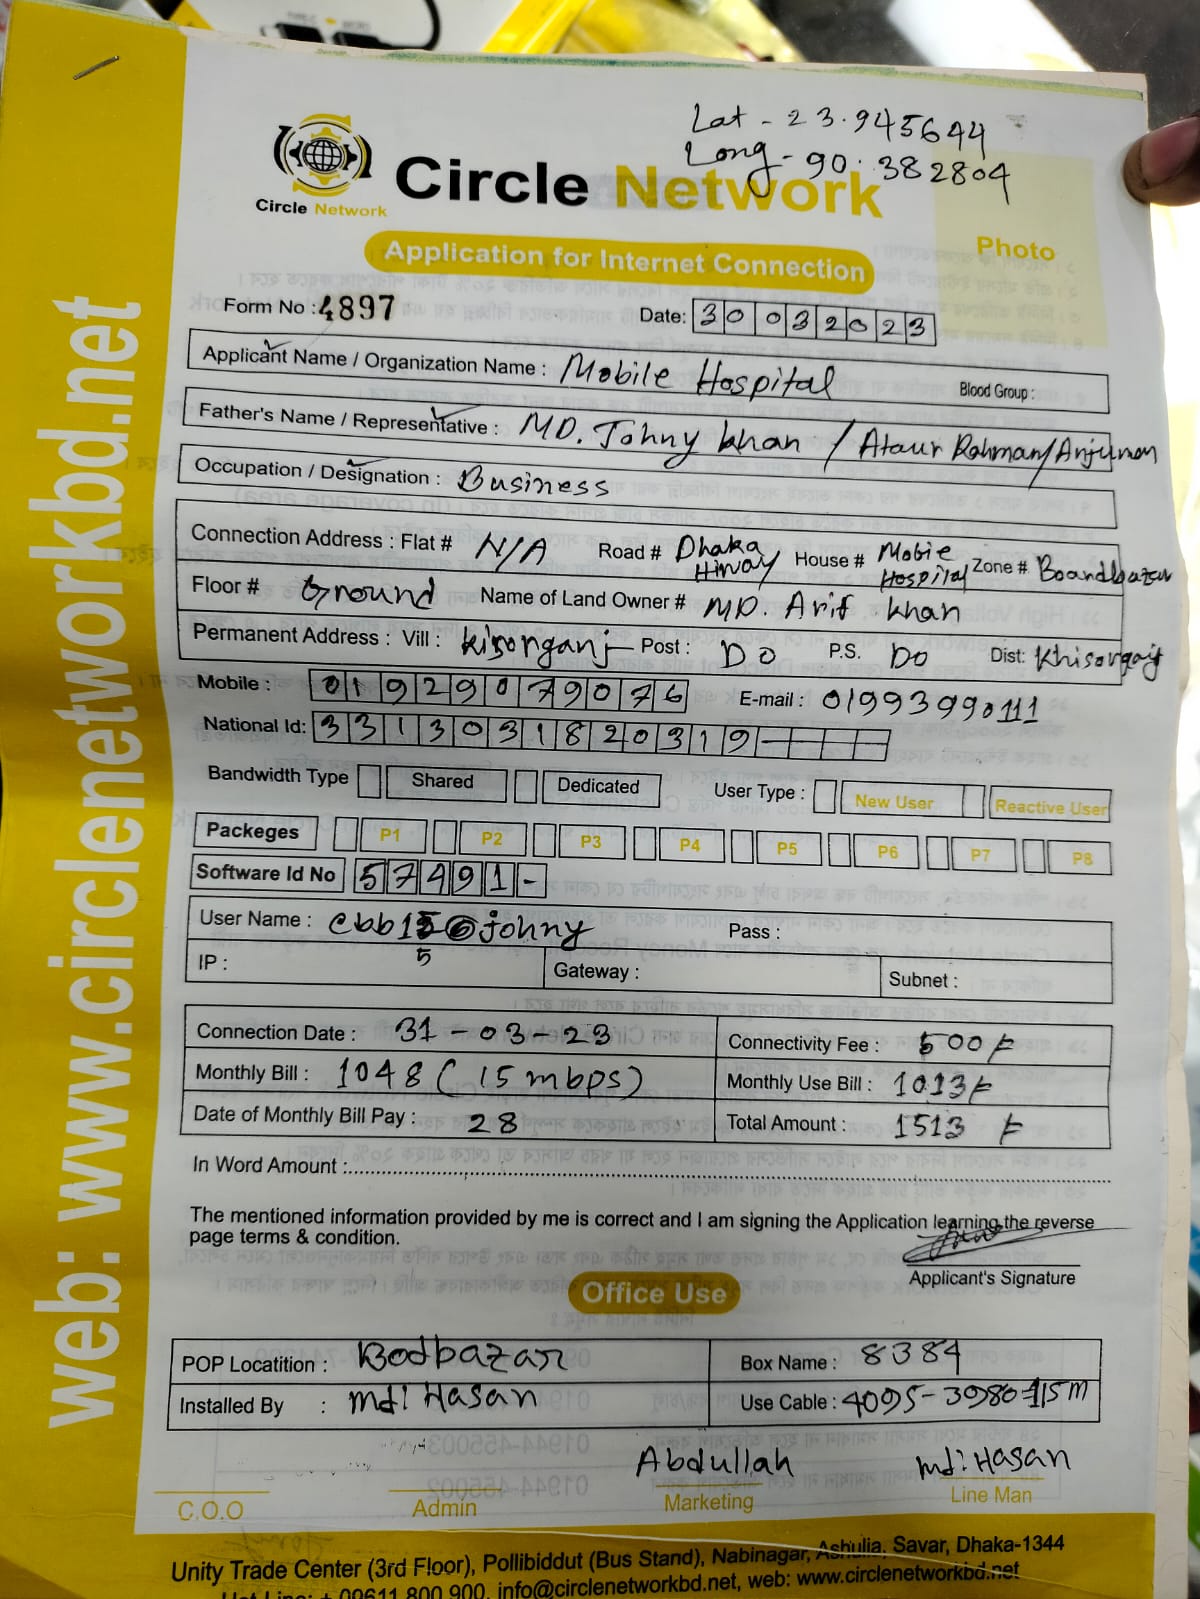 Lat - 23.945644
Long - 90.382804
Circle Network
Circle Network
Photo
Application for Internet Connection
Form No : 4897
Date: 30 03 2023
Applicant Name / Organization Name : Mobile Hospital Blood Group :
Father's Name / Representative : MD. Johny khan / Ataur Rahman/Anjuman
Occupation / Designation : Business
Connection Address : Flat # N/A Road # Dhaka Hiway House # Mobie Hospital Zone # Boardbazar
Floor # Ground Name of Land Owner # MD. Arif khan
Permanent Address : Vill : kisorganj Post : DO P.S. DO Dist: Khisorganj
Mobile : 01929079076 E-mail : 01993990111
National Id: 3313031820319
Bandwidth Type Shared Dedicated User Type : New User Reactive User
Packeges P1 P2 P3 P4 P5 P6 P7 P8
Software Id No 57491-
User Name : cbb15@johny Pass :
5
IP : Gateway : Subnet :
Connection Date : 31-03-23 Connectivity Fee : 500/=
Monthly Bill : 1048 (15 mbps) Monthly Use Bill : 1013/=
Date of Monthly Bill Pay : 28 Total Amount : 1513 /=
In Word Amount :
The mentioned information provided by me is correct and I am signing the Application learning the reverse
page terms & condition.
Applicant's Signature
Office Use
POP Locatition : Bodbazar Box Name : 8384
Installed By : Md: Hasan Use Cable : 4095-3980=115m
Abdullah Md: Hasan
C.O.O Admin Marketing Line Man
Unity Trade Center (3rd Floor), Pollibiddut (Bus Stand), Nabinagar, Ashulia, Savar, Dhaka-1344
Hot Line: + 09611 800 900, info@circlenetworkbd.net, web: www.circlenetworkbd.net
web: www.circlenetworkbd.net